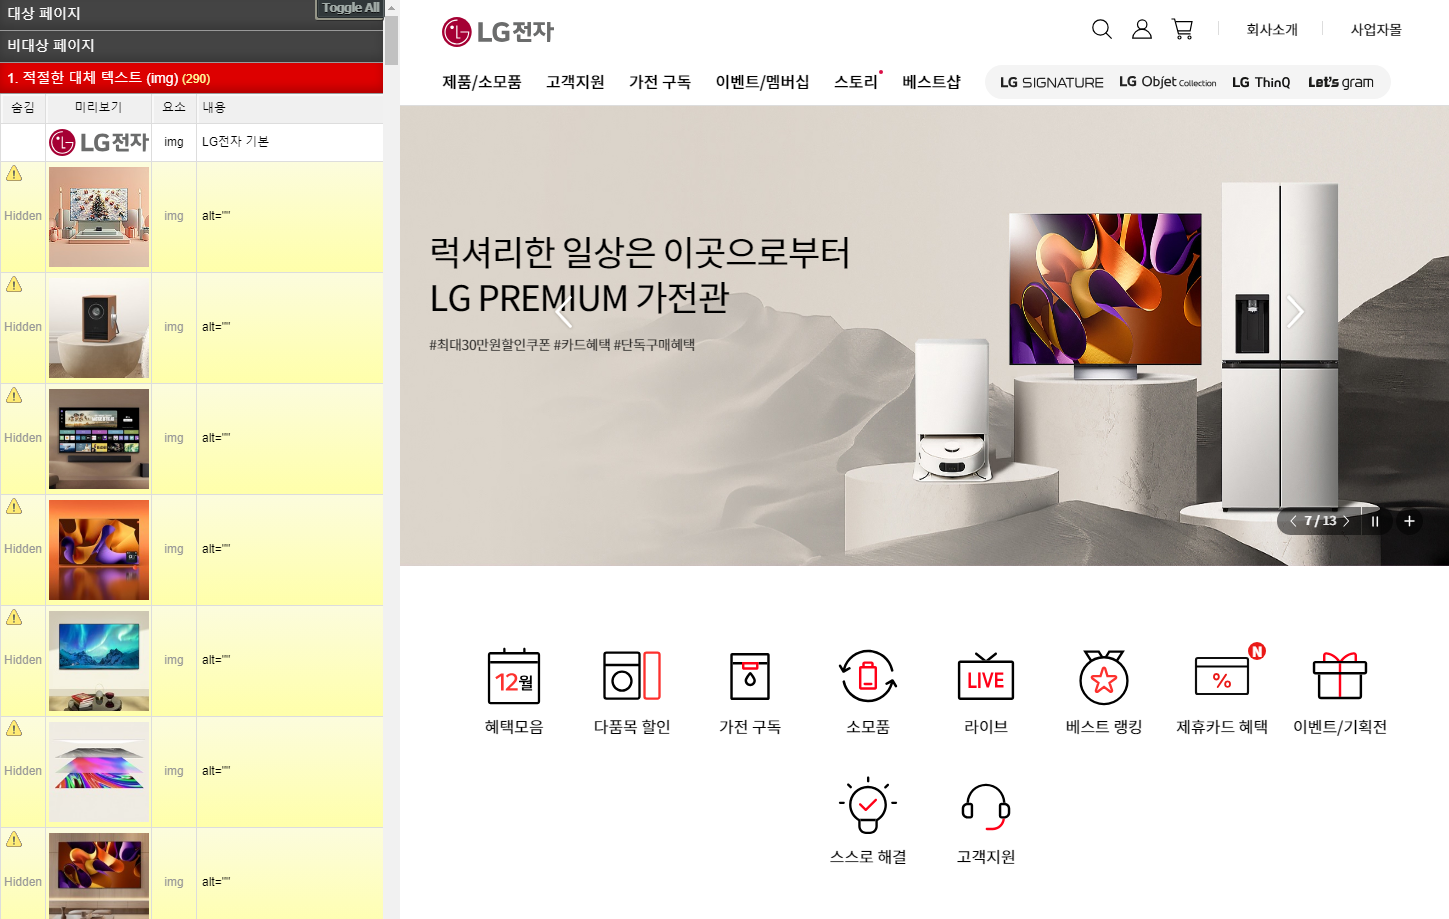 대상 페이지
Toggle All
비대상 페이지
1. 적절한 대체 텍스트 (img) (290)
숨김 미리보기 요소 내용
LG전자 img LG전자 기본
Hidden img alt=""
Hidden img alt=""
Hidden img alt=""
Hidden img alt=""
Hidden img alt=""
Hidden img alt=""
Hidden img alt=""
LG전자
회사소개 사업자몰
제품/소모품 고객지원 가전 구독 이벤트/멤버십 스토리 베스트샵
LG SIGNATURE LG Objet Collection LG ThinQ Let's gram
럭셔리한 일상은 이곳으로부터
LG PREMIUM 가전관
#최대30만원할인쿠폰 #카드혜택 #단독구매혜택
7 / 13
12월
LIVE
%
N
혜택모음 다품목 할인 가전 구독 소모품 라이브 베스트 랭킹 제휴카드 혜택 이벤트/기획전
스스로 해결 고객지원